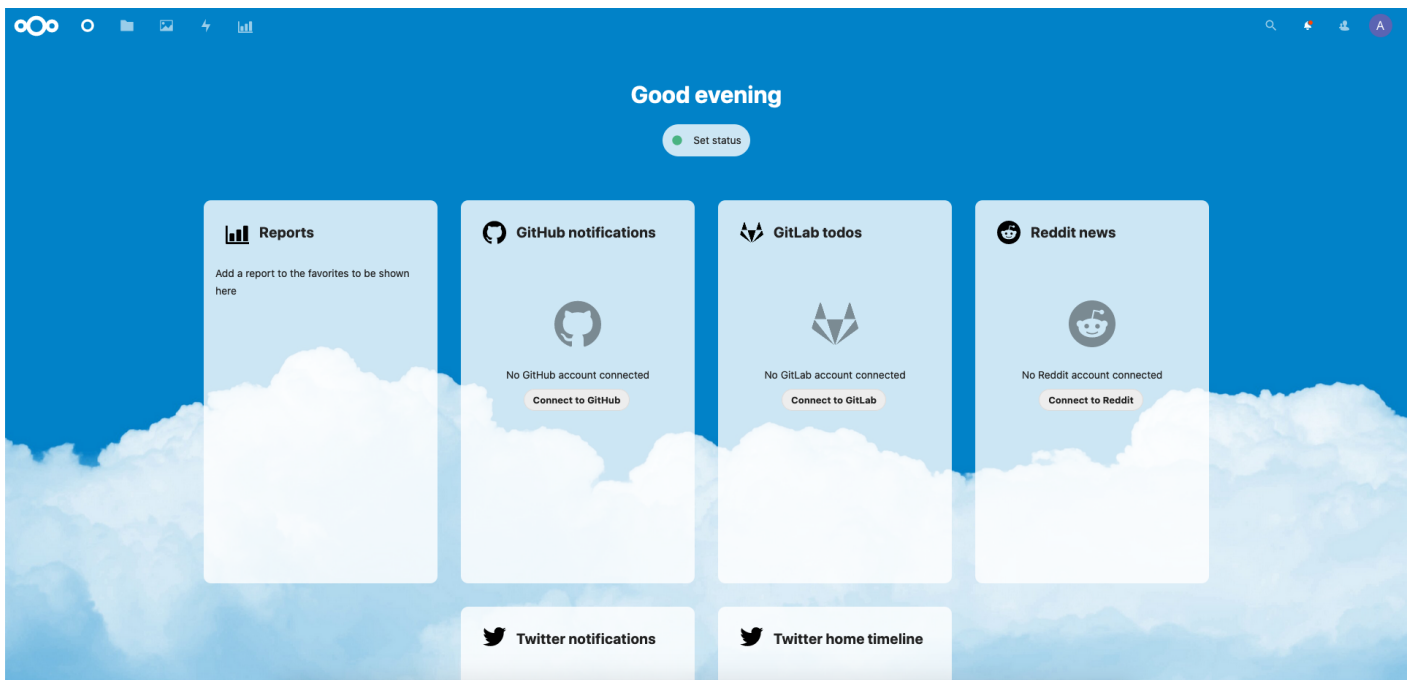 A
Good evening
Set status
Reports
Add a report to the favorites to be shown
here
GitHub notifications
No GitHub account connected
Connect to GitHub
GitLab todos
No GitLab account connected
Connect to GitLab
Reddit news
No Reddit account connected
Connect to Reddit
Twitter notifications
Twitter home timeline